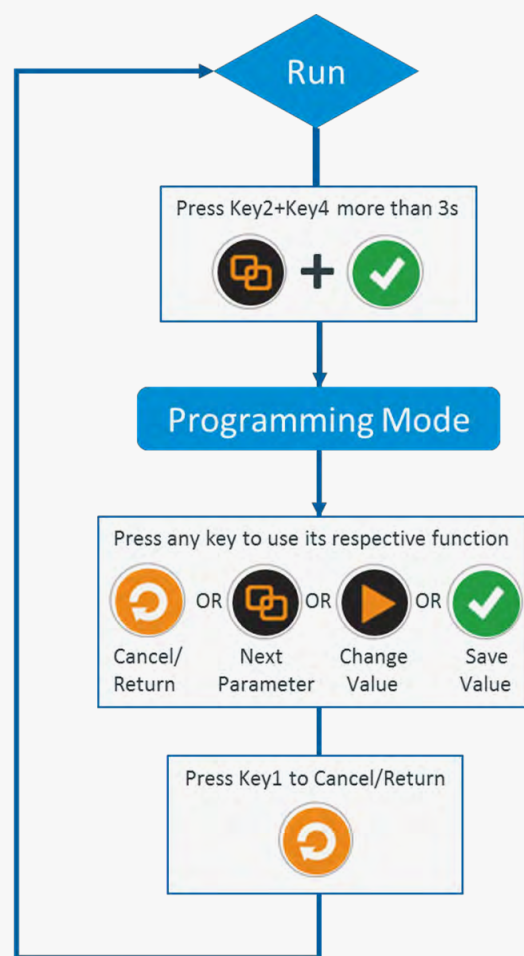 Run
Press Key2+Key4 more than 3s
Programming Mode
Press any key to use its respective function
OR OR OR
Cancel/ Next Change Save
Return Parameter Value Value
Press Key1 to Cancel/Return